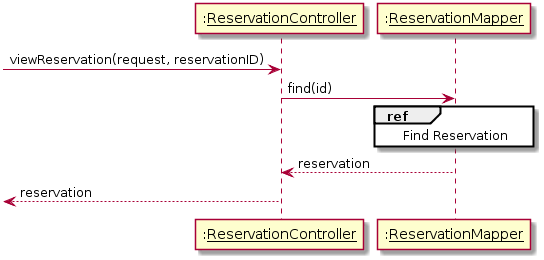 :ReservationController :ReservationMapper
viewReservation(request, reservationID)
find(id)
ref
Find Reservation
reservation
reservation
:ReservationController :ReservationMapper